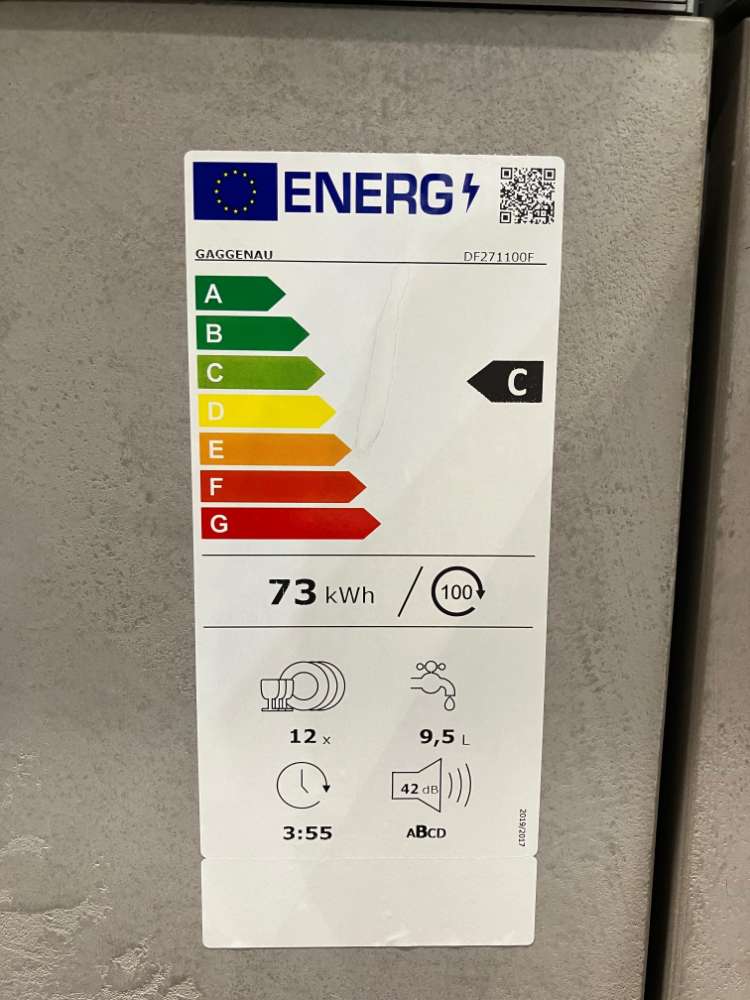 ENERG
GAGGENAU DF271100F
A
B
C
C
D
E
F
G
73 kWh / 100
12 x 9,5 L
42 dB
3:55 ABCD
2019/2017